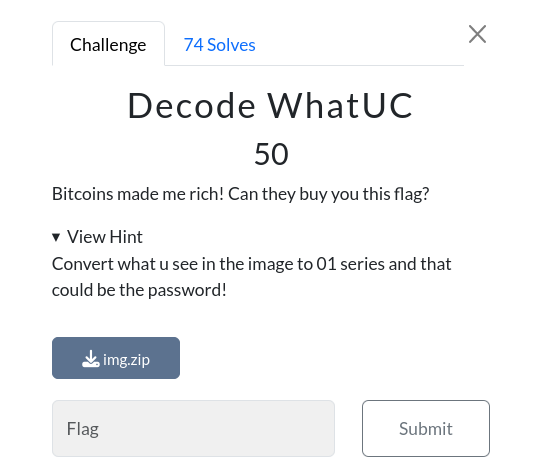 Challenge
74 Solves
Decode WhatUC
50
Bitcoins made me rich! Can they buy you this flag?
▼ View Hint
Convert what u see in the image to 01 series and that
could be the password!
img.zip
Flag
Submit